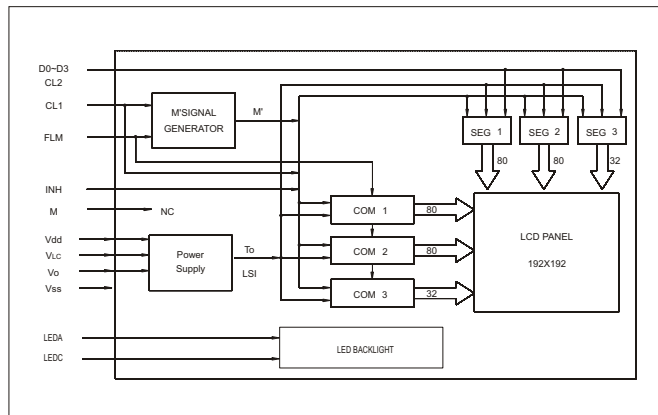 D0~D3
CL2
CL1
FLM
INH
M
NC
Vdd
VLC
Vo
Vss
LEDA
LEDC
M'SIGNAL
GENERATOR
M'
Power
Supply
To
LSI
SEG 1
SEG 2
SEG 3
80
80
32
COM 1
80
COM 2
80
COM 3
32
LCD PANEL
192X192
LED BACKLIGHT